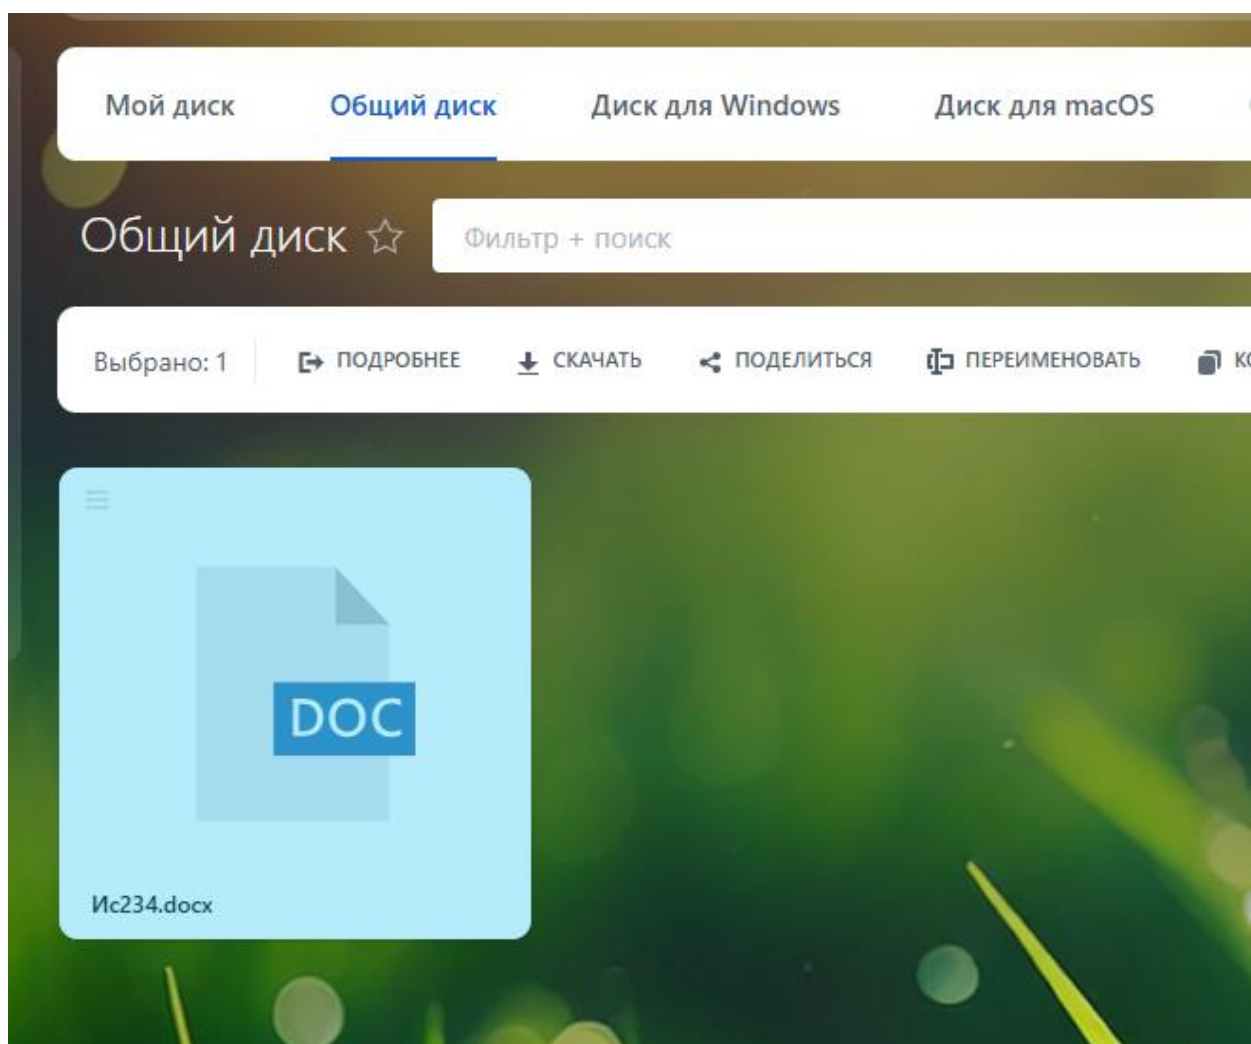 Мой диск Общий диск Диск для Windows Диск для macOS
Общий диск Фильтр + поиск
Выбрано: 1 ПОДРОБНЕЕ СКАЧАТЬ ПОДЕЛИТЬСЯ ПЕРЕИМЕНОВАТЬ
DOC
Ис234.docx